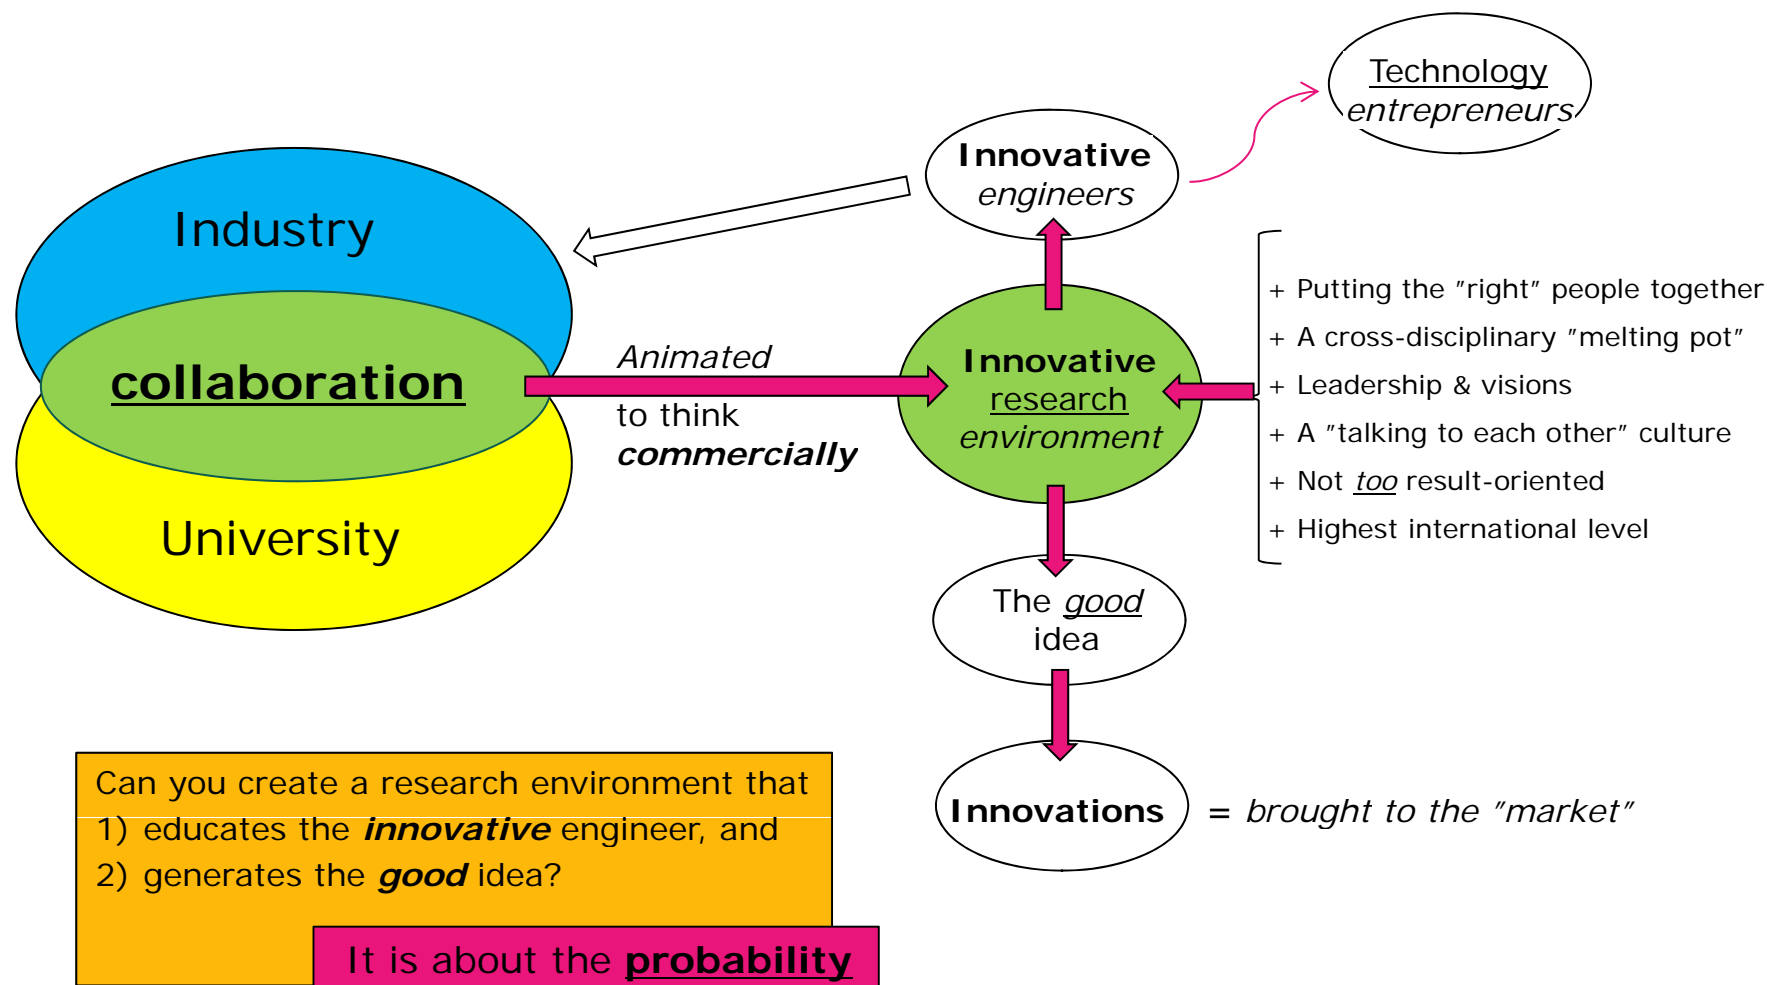 Technology
entrepreneurs
Innovative
engineers
Industry
collaboration
University
Animated
to think
commercially
Innovative
research
environment
+ Putting the "right" people together
+ A cross-disciplinary "melting pot"
+ Leadership & visions
+ A "talking to each other" culture
+ Not too result-oriented
+ Highest international level
The good
idea
Innovations
= brought to the "market"
Can you create a research environment that
1) educates the innovative engineer, and
2) generates the good idea?
It is about the probability